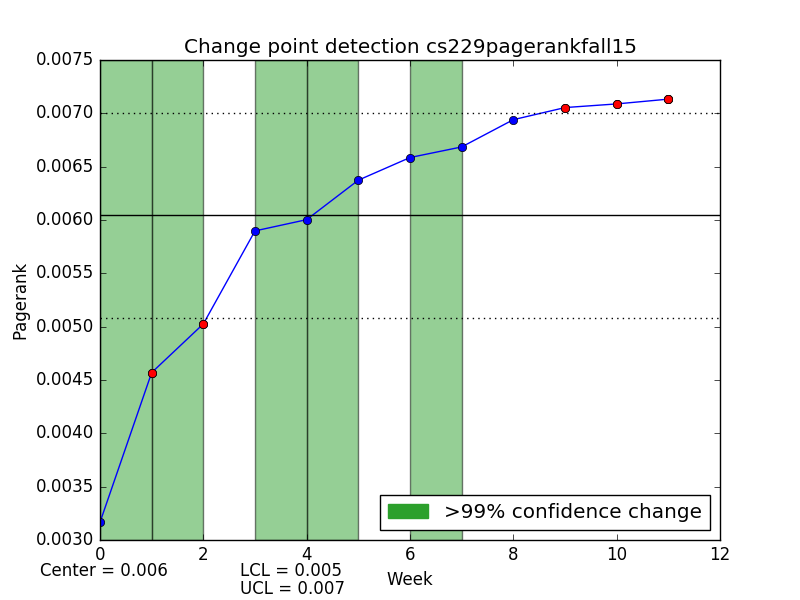 Change point detection cs229pagerankfall15
0.0075
0.0070
0.0065
0.0060
0.0055
0.0050
0.0045
0.0040
0.0035
0.0030
Pagerank
>99% confidence change
0 2 4 6 8 10 12
Center = 0.006 LCL = 0.005 Week
UCL = 0.007